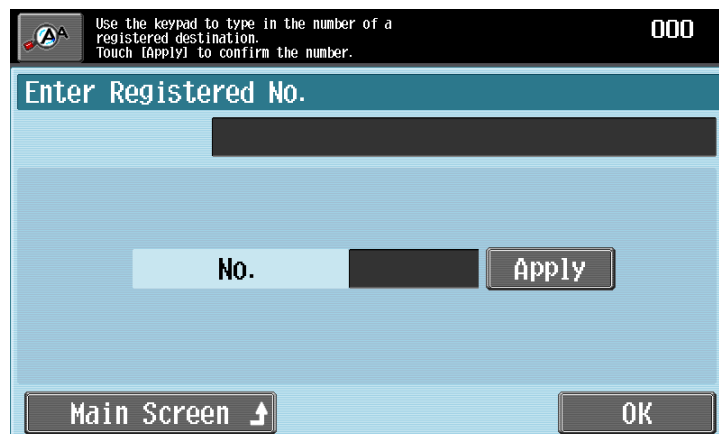 Use the keypad to type in the number of a
registered destination.
Touch [Apply] to confirm the number.
000
AA
Enter Registered No.
No.
Apply
Main Screen
OK